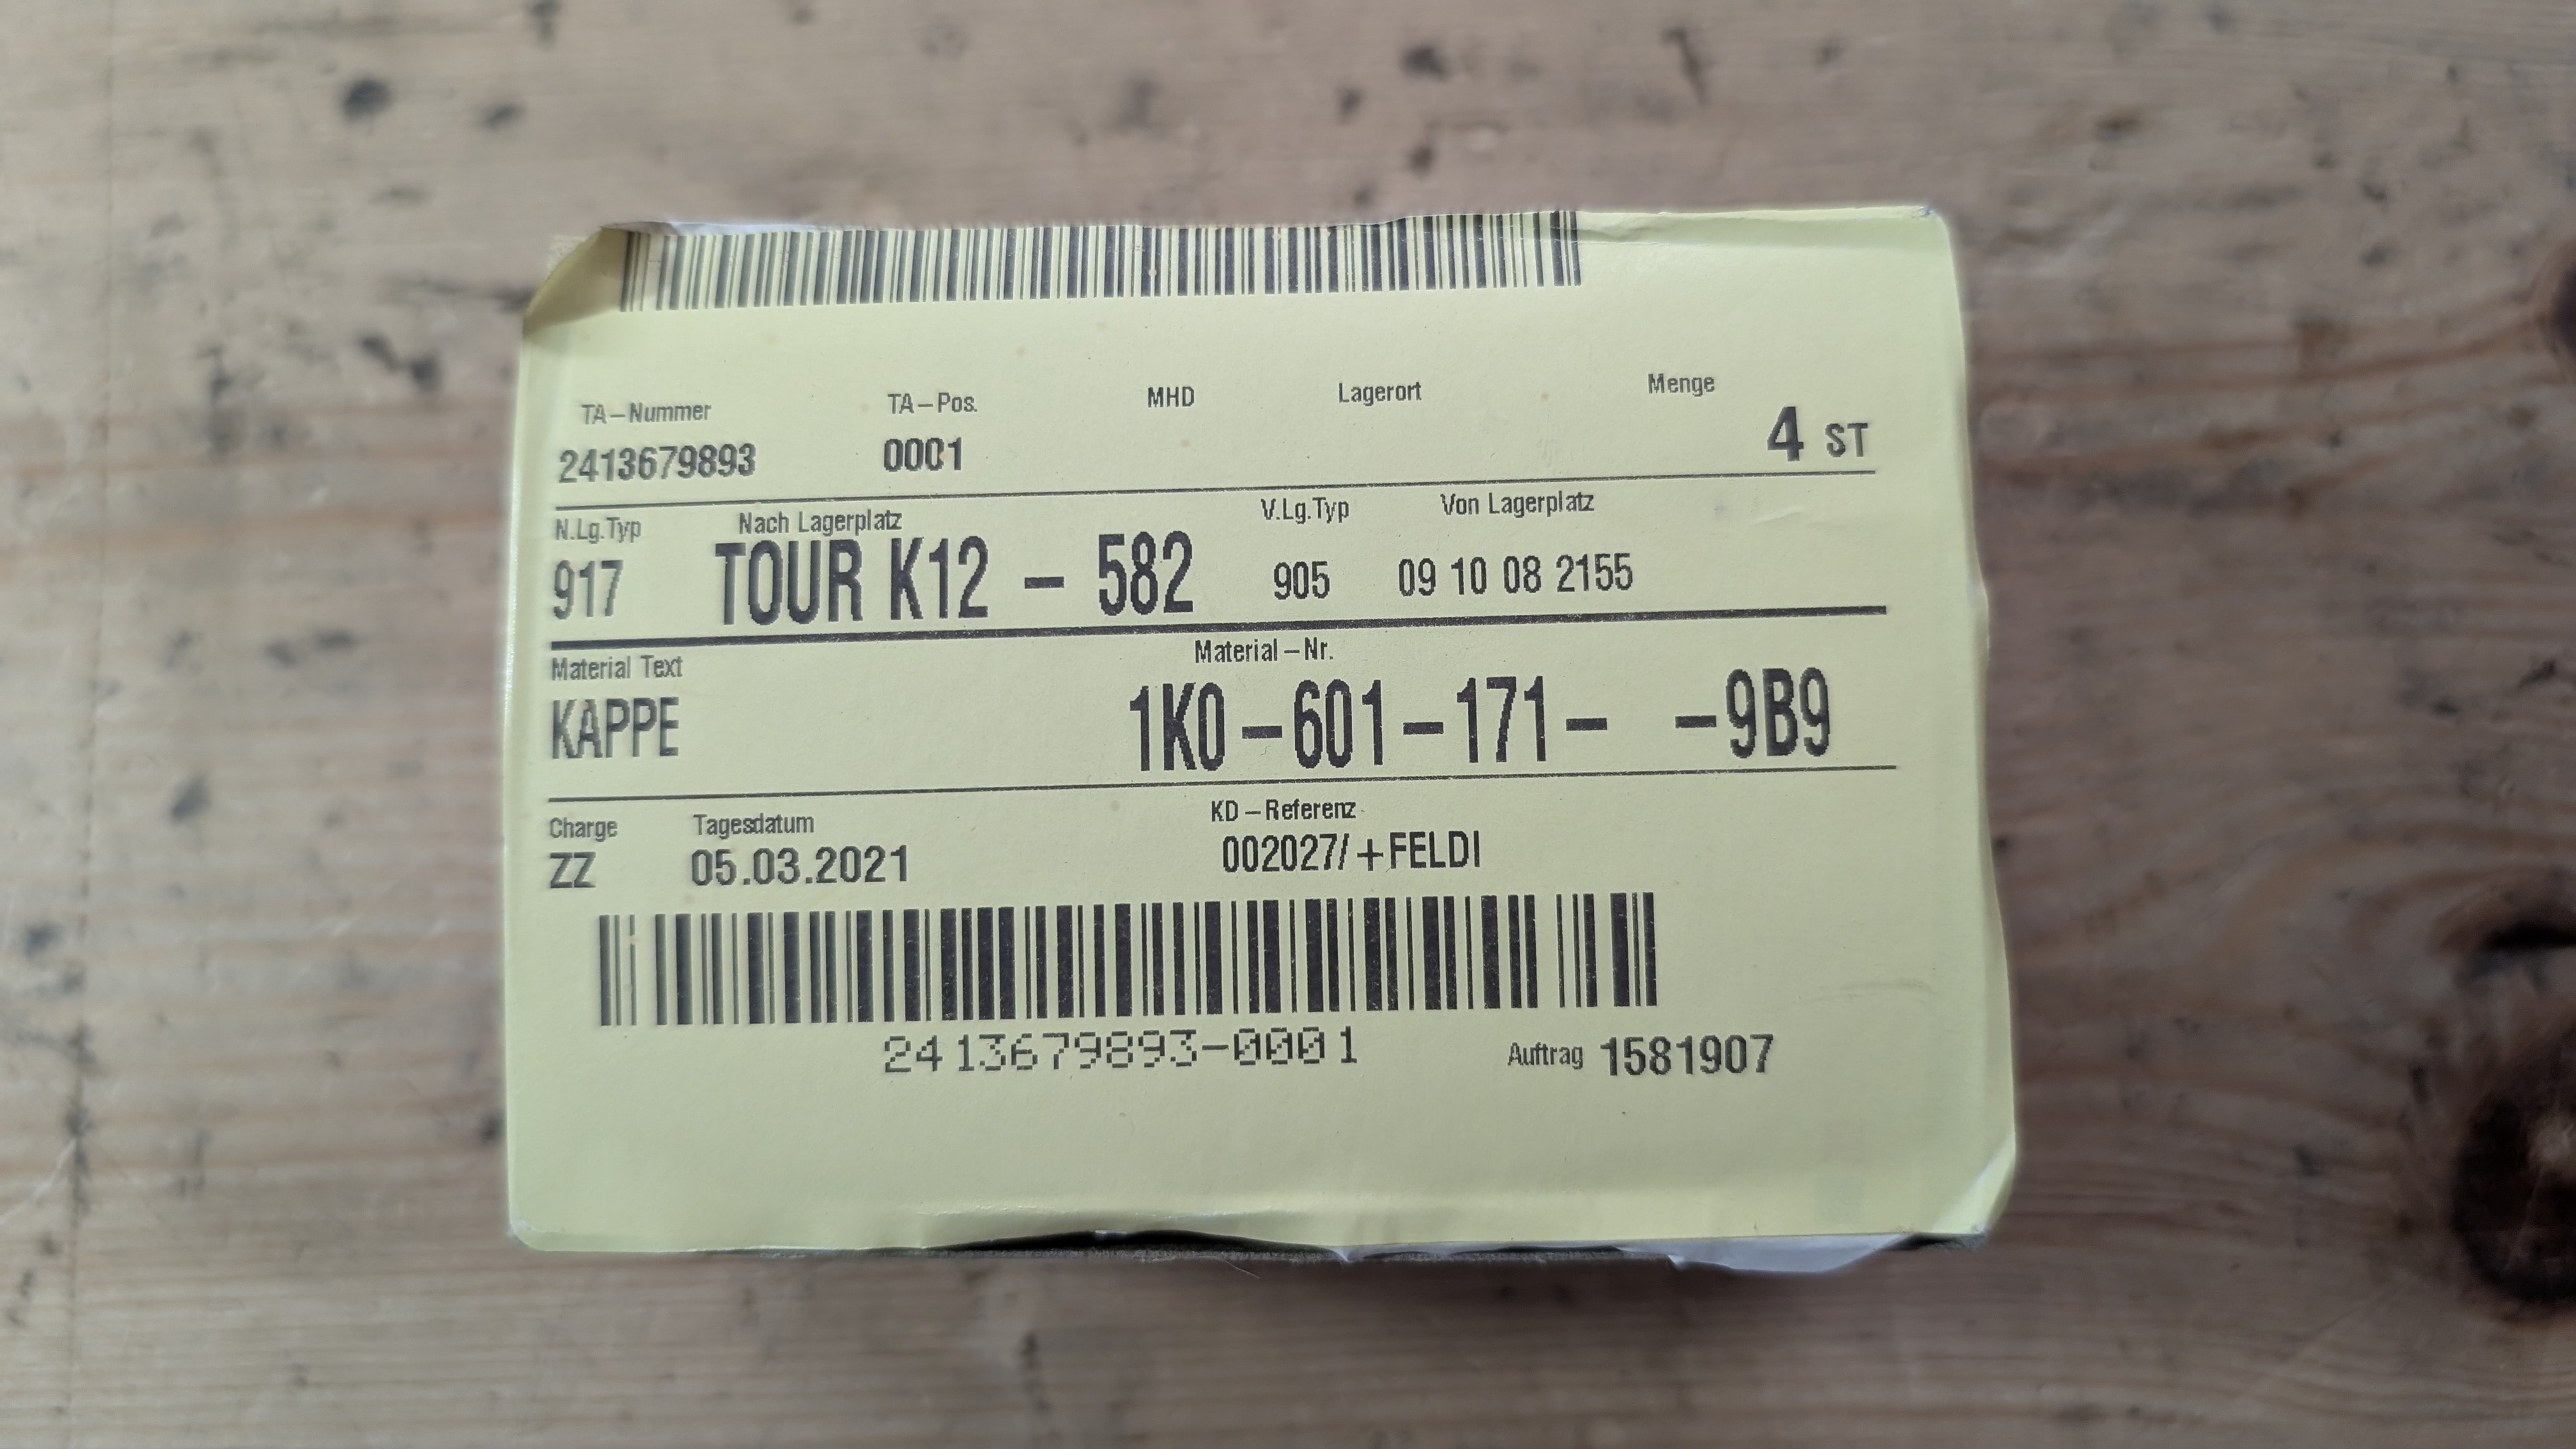 TA-Nummer TA-Pos. MHD Lagerort Menge
2413679893 0001 4 ST
N.Lg.Typ Nach Lagerplatz V.Lg.Typ Von Lagerplatz
917 TOUR K12 - 582 905 09 10 08 2155
Material Text Material-Nr.
KAPPE 1K0-601-171- -9B9
Charge Tagesdatum KD-Referenz
ZZ 05.03.2021 002027/+FELDI
2413679893-0001 Auftrag 1581907